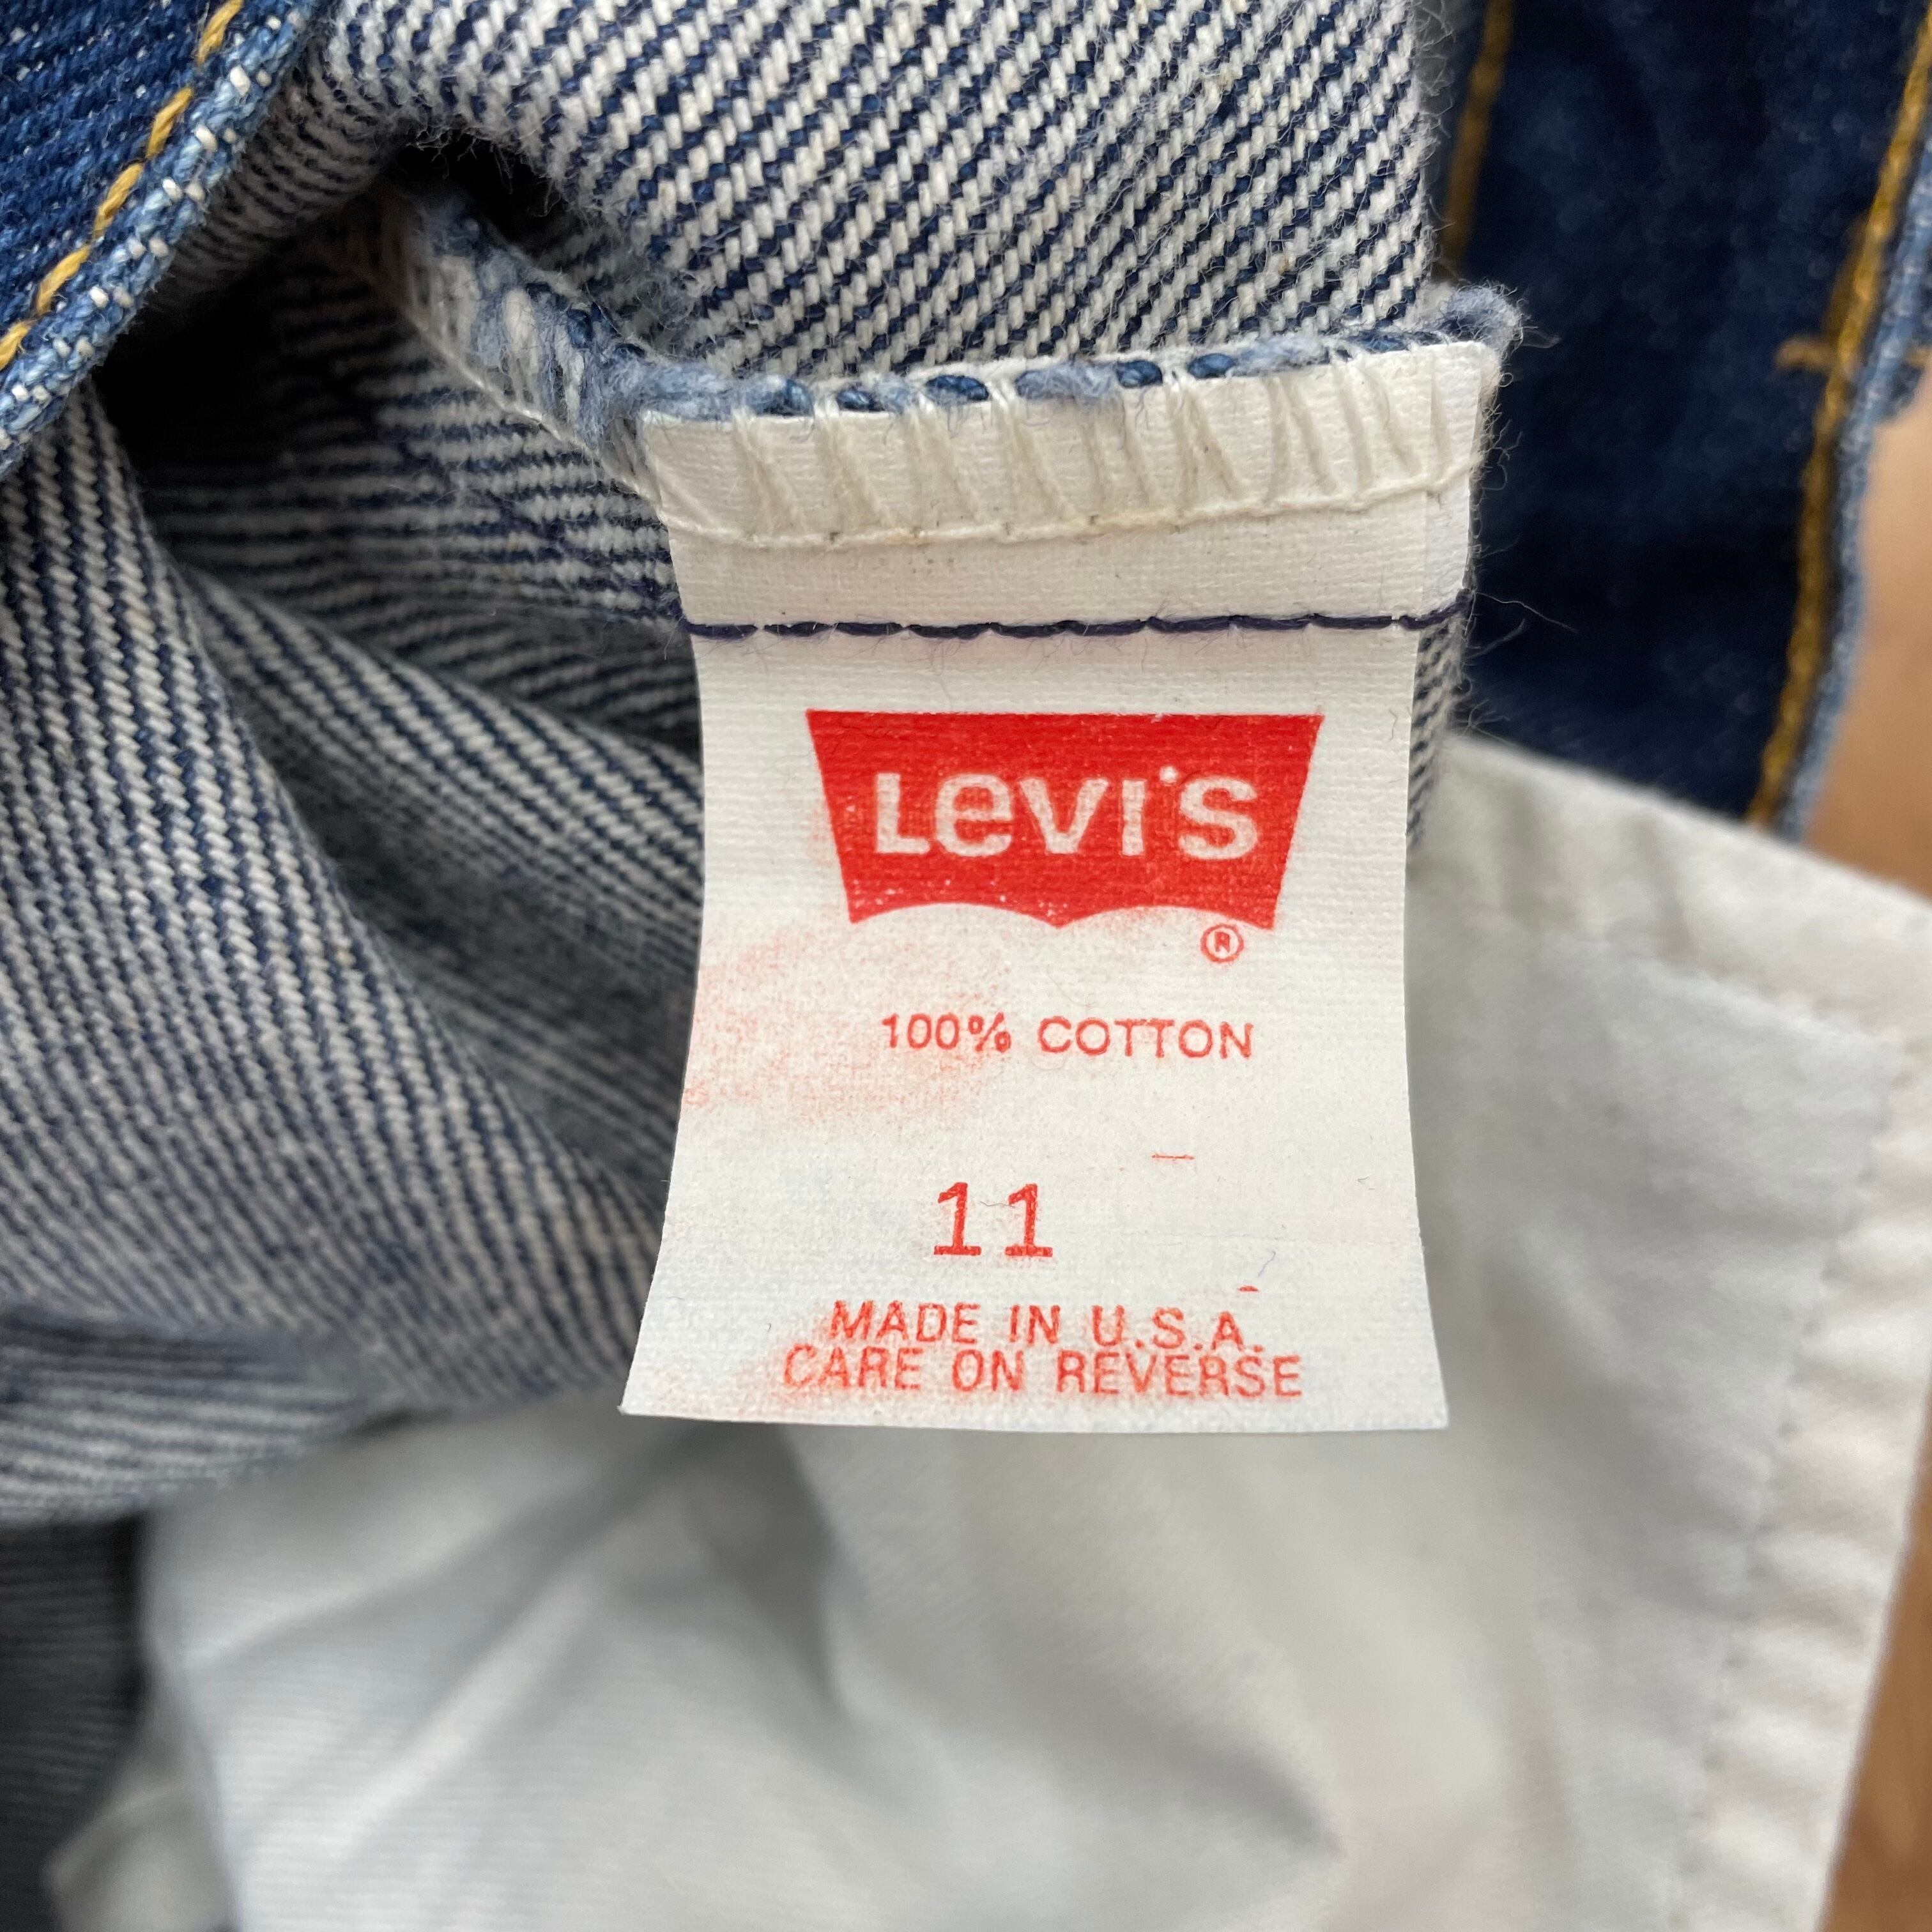 Levi's
®
100% COTTON
11
MADE IN U.S.A.
CARE ON REVERSE